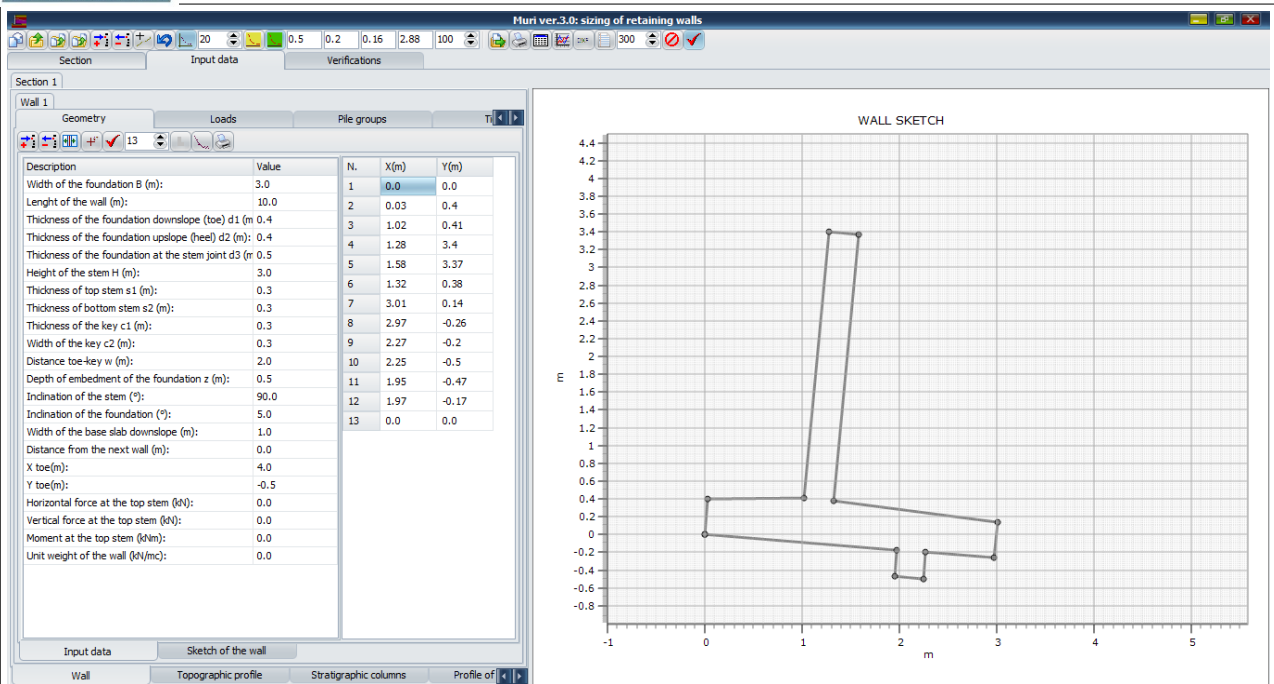 Muri ver.3.0: sizing of retaining walls
20 0.5 0.2 0.16 2.88 100 300
Section Input data Verifications
Section 1
Wall 1
Geometry Loads Pile groups
13
Description Value
Width of the foundation B (m): 3.0
Lenght of the wall (m): 10.0
Thickness of the foundation downslope (toe) d1 (m 0.4
Thickness of the foundation upslope (heel) d2 (m): 0.4
Thickness of the foundation at the stem joint d3 (m 0.5
Height of the stem H (m): 3.0
Thickness of top stem s1 (m): 0.3
Thickness of bottom stem s2 (m): 0.3
Thickness of the key c1 (m): 0.3
Width of the key c2 (m): 0.3
Distance toe-key w (m): 2.0
Depth of embedment of the foundation z (m): 0.5
Inclination of the stem (°): 90.0
Inclination of the foundation (°): 5.0
Width of the base slab downslope (m): 1.0
Distance from the next wall (m): 0.0
X toe(m): 4.0
Y toe(m): -0.5
Horizontal force at the top stem (kN): 0.0
Vertical force at the top stem (kN): 0.0
Moment at the top stem (kNm): 0.0
Unit weight of the wall (kN/mc): 0.0
N. X(m) Y(m)
1 0.0 0.0
2 0.03 0.4
3 1.02 0.41
4 1.28 3.4
5 1.58 3.37
6 1.32 0.38
7 3.01 0.14
8 2.97 -0.26
9 2.27 -0.2
10 2.25 -0.5
11 1.95 -0.47
12 1.97 -0.17
13 0.0 0.0
Input data Sketch of the wall
Wall Topographic profile Stratigraphic columns Profile of
WALL SKETCH
4.4
4.2
4
3.8
3.6
3.4
3.2
3
2.8
2.6
2.4
2.2
2
1.8
1.6
1.4
1.2
1
0.8
0.6
0.4
0.2
0
-0.2
-0.4
-0.6
-0.8
m
-1 0 1 2 3 4 5
m